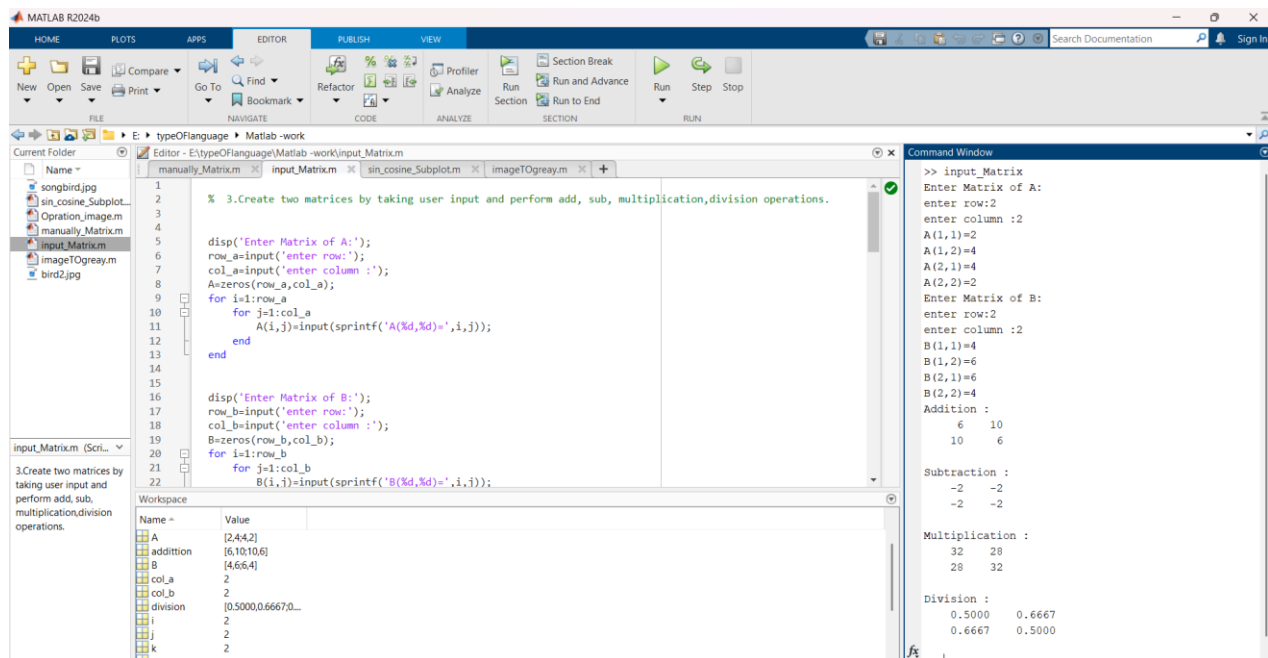 MATLAB R2024b
HOME PLOTS APPS EDITOR PUBLISH VIEW
Search Documentation
Sign In
New Open Save
Compare
Print
Go To
Find
Bookmark
Refactor
Profiler
Analyze
Run Section
Section Break
Run and Advance
Run to End
Run Step Stop
FILE NAVIGATE CODE ANALYZE SECTION RUN
E: typeOFlanguage Matlab -work
Current Folder
Name
songbird.jpg
sin_cosine_Subplot...
Opration_image.m
manually_Matrix.m
input_Matrix.m
imageTOgreay.m
bird2.jpg
input_Matrix.m (Scri...
3.Create two matrices by
taking user input and
perform add, sub,
multiplication,division
operations.
Editor - E:\typeOFlanguage\Matlab -work\input_Matrix.m
manually_Matrix.m input_Matrix.m sin_cosine_Subplot.m imageTOgreay.m
1
2 % 3.Create two matrices by taking user input and perform add, sub, multiplication,division operations.
3
4
5 disp('Enter Matrix of A:');
6 row_a=input('enter row:');
7 col_a=input('enter column :');
8 A=zeros(row_a,col_a);
9 for i=1:row_a
10 for j=1:col_a
11 A(i,j)=input(sprintf('A(%d,%d)=',i,j));
12 end
13 end
14
15
16 disp('Enter Matrix of B:');
17 row_b=input('enter row:');
18 col_b=input('enter column :');
19 B=zeros(row_b,col_b);
20 for i=1:row_b
21 for j=1:col_b
22 B(i,j)=input(sprintf('B(%d,%d)=',i,j));
Workspace
Name Value
A [2,4;4,2]
addittion [6,10;10,6]
B [4,6;6,4]
col_a 2
col_b 2
division [0.5000,0.6667;0....
i 2
j 2
k 2
Command Window
>> input_Matrix
Enter Matrix of A:
enter row:2
enter column :2
A(1,1)=2
A(1,2)=4
A(2,1)=4
A(2,2)=2
Enter Matrix of B:
enter row:2
enter column :2
B(1,1)=4
B(1,2)=6
B(2,1)=6
B(2,2)=4
Addition :
6 10
10 6
Subtraction :
-2 -2
-2 -2
Multiplication :
32 28
28 32
Division :
0.5000 0.6667
0.6667 0.5000
fx